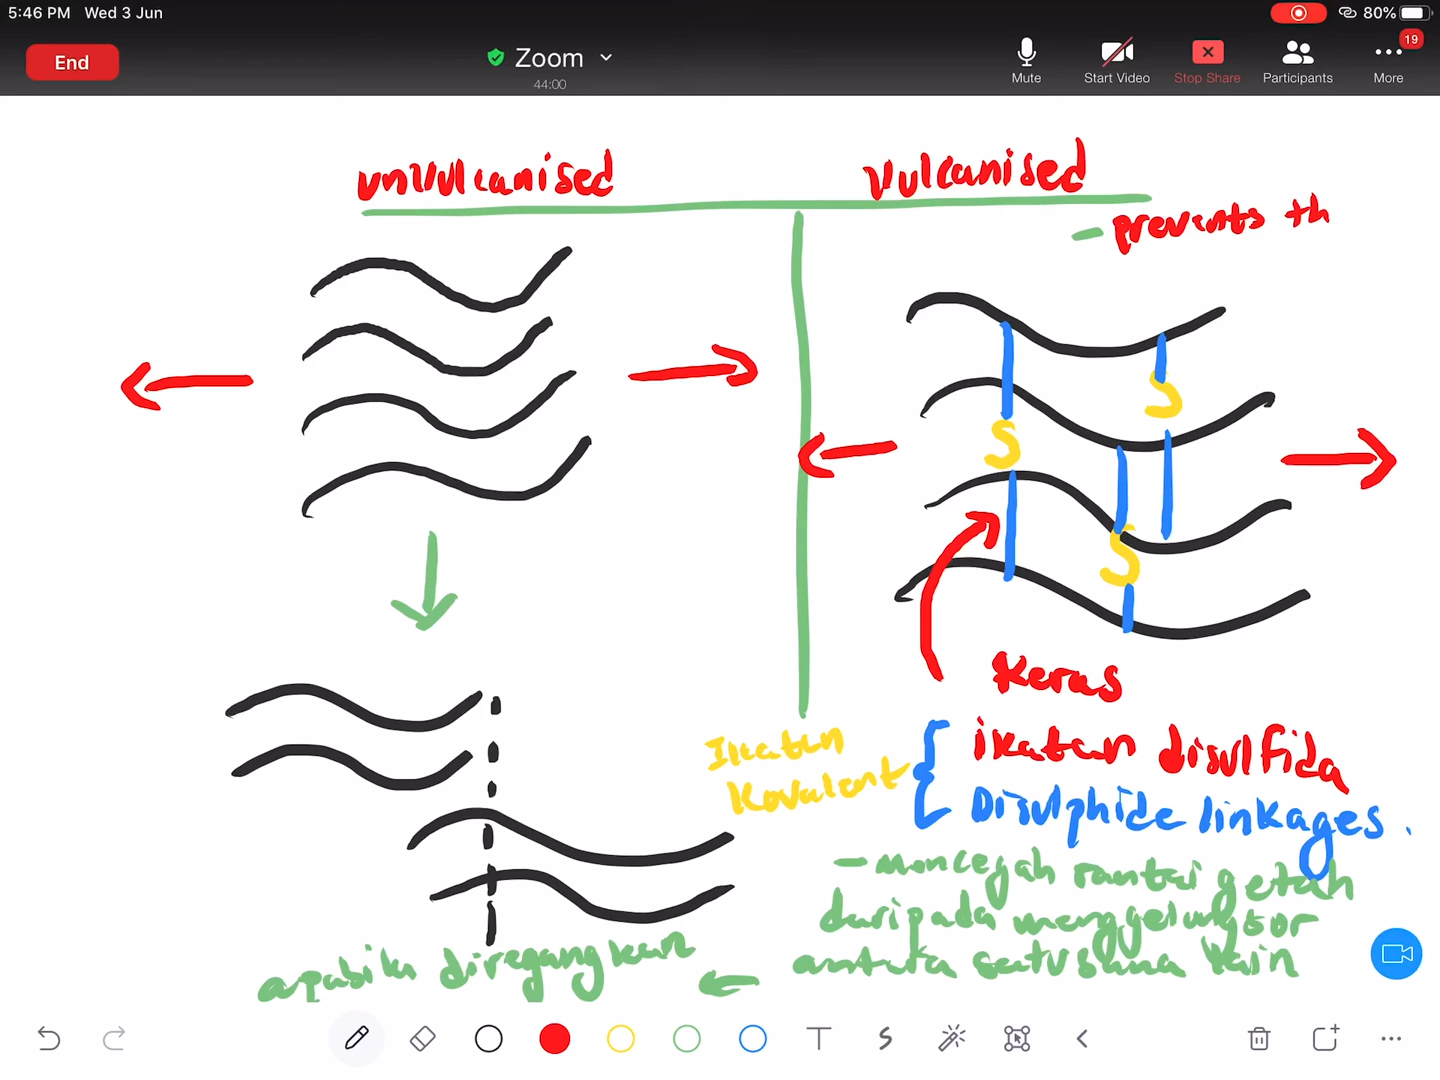 5:46 PM Wed 3 Jun
80%
End
Zoom
44:00
Mute
Start Video
Stop Share
Participants
19
More
unvulcanised
Vulcanised
- prevents th
S
S
S
Keras
Ikatan
Kovalent
ikatan disulfida
Disulphide linkages.
- mencegah rantai getah
daripada menggelungsor
antara satu sama lain
apabila diregangkan
T